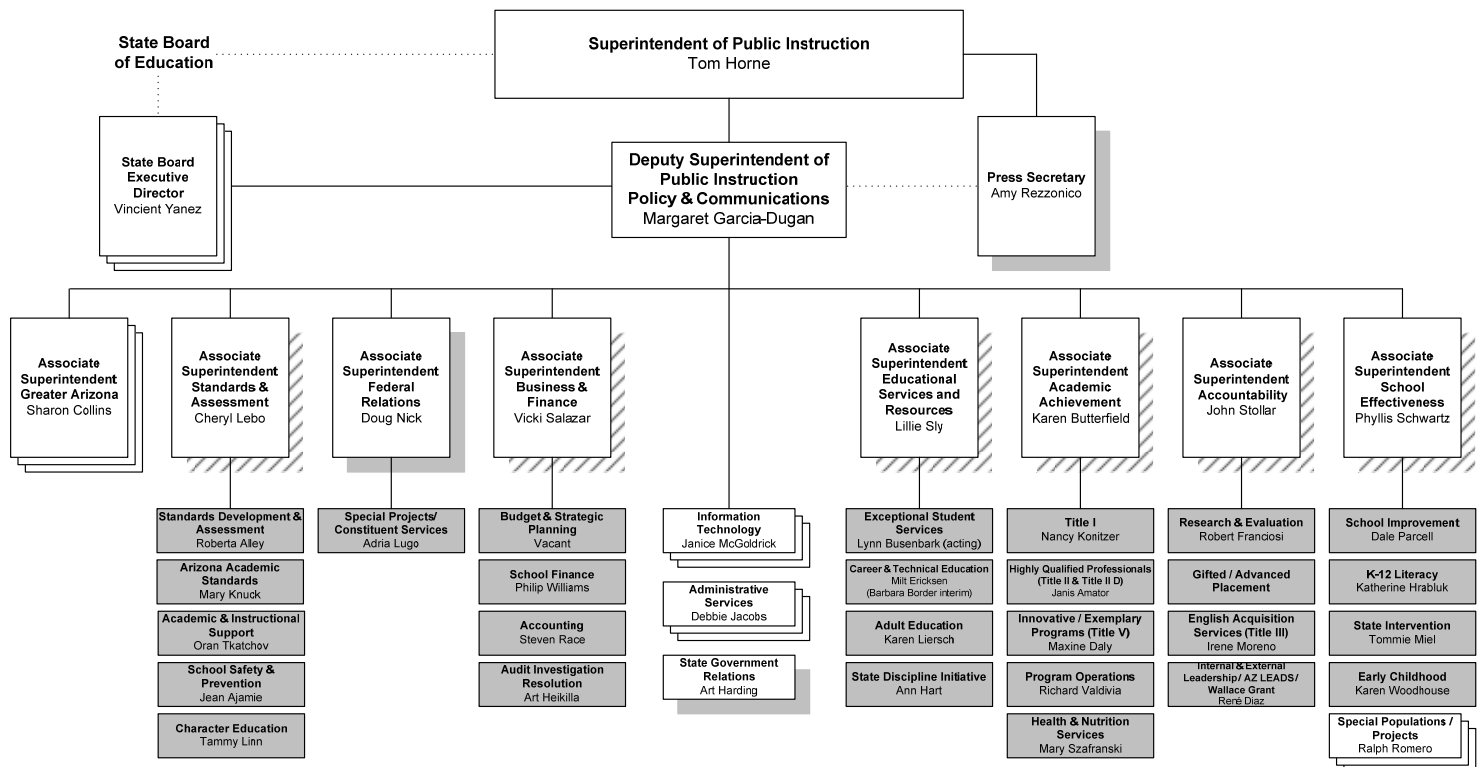 State Board
of Education
Superintendent of Public Instruction
Tom Horne
State Board
Executive
Director
Vincient Yanez
Deputy Superintendent of
Public Instruction
Policy & Communications
Margaret Garcia-Dugan
Press Secretary
Amy Rezzonico
Associate
Superintendent
Greater Arizona
Sharon Collins
Associate
Superintendent
Standards &
Assessment
Cheryl Lebo
Associate
Superintendent
Federal
Relations
Doug Nick
Associate
Superintendent
Business &
Finance
Vicki Salazar
Associate
Superintendent
Educational
Services and
Resources
Lillie Sly
Associate
Superintendent
Academic
Achievement
Karen Butterfield
Associate
Superintendent
Accountability
John Stollar
Associate
Superintendent
School
Effectiveness
Phyllis Schwartz
Standards Development &
Assessment
Roberta Alley
Arizona Academic
Standards
Mary Knuck
Academic & Instructional
Support
Oran Tkatchov
School Safety &
Prevention
Jean Ajamie
Character Education
Tammy Linn
Special Projects/
Constituent Services
Adria Lugo
Budget & Strategic
Planning
Vacant
School Finance
Philip Williams
Accounting
Steven Race
Audit Investigation
Resolution
Art Heikilla
Information
Technology
Janice McGoldrick
Administrative
Services
Debbie Jacobs
State Government
Relations
Art Harding
Exceptional Student
Services
Lynn Busenbark (acting)
Career & Technical Education
Milt Ericksen
(Barbara Border interim)
Adult Education
Karen Liersch
State Discipline Initiative
Ann Hart
Title I
Nancy Konitzer
Highly Qualified Professionals
(Title II & Title II D)
Janis Amator
Innovative / Exemplary
Programs (Title V)
Maxine Daly
Program Operations
Richard Valdivia
Health & Nutrition
Services
Mary Szafranski
Research & Evaluation
Robert Franciosi
Gifted / Advanced
Placement
English Acquisition
Services (Title III)
Irene Moreno
Internal & External
Leadership/ AZ LEADS/
Wallace Grant
René Diaz
School Improvement
Dale Parcell
K-12 Literacy
Katherine Hrabluk
State Intervention
Tommie Miel
Early Childhood
Karen Woodhouse
Special Populations /
Projects
Ralph Romero